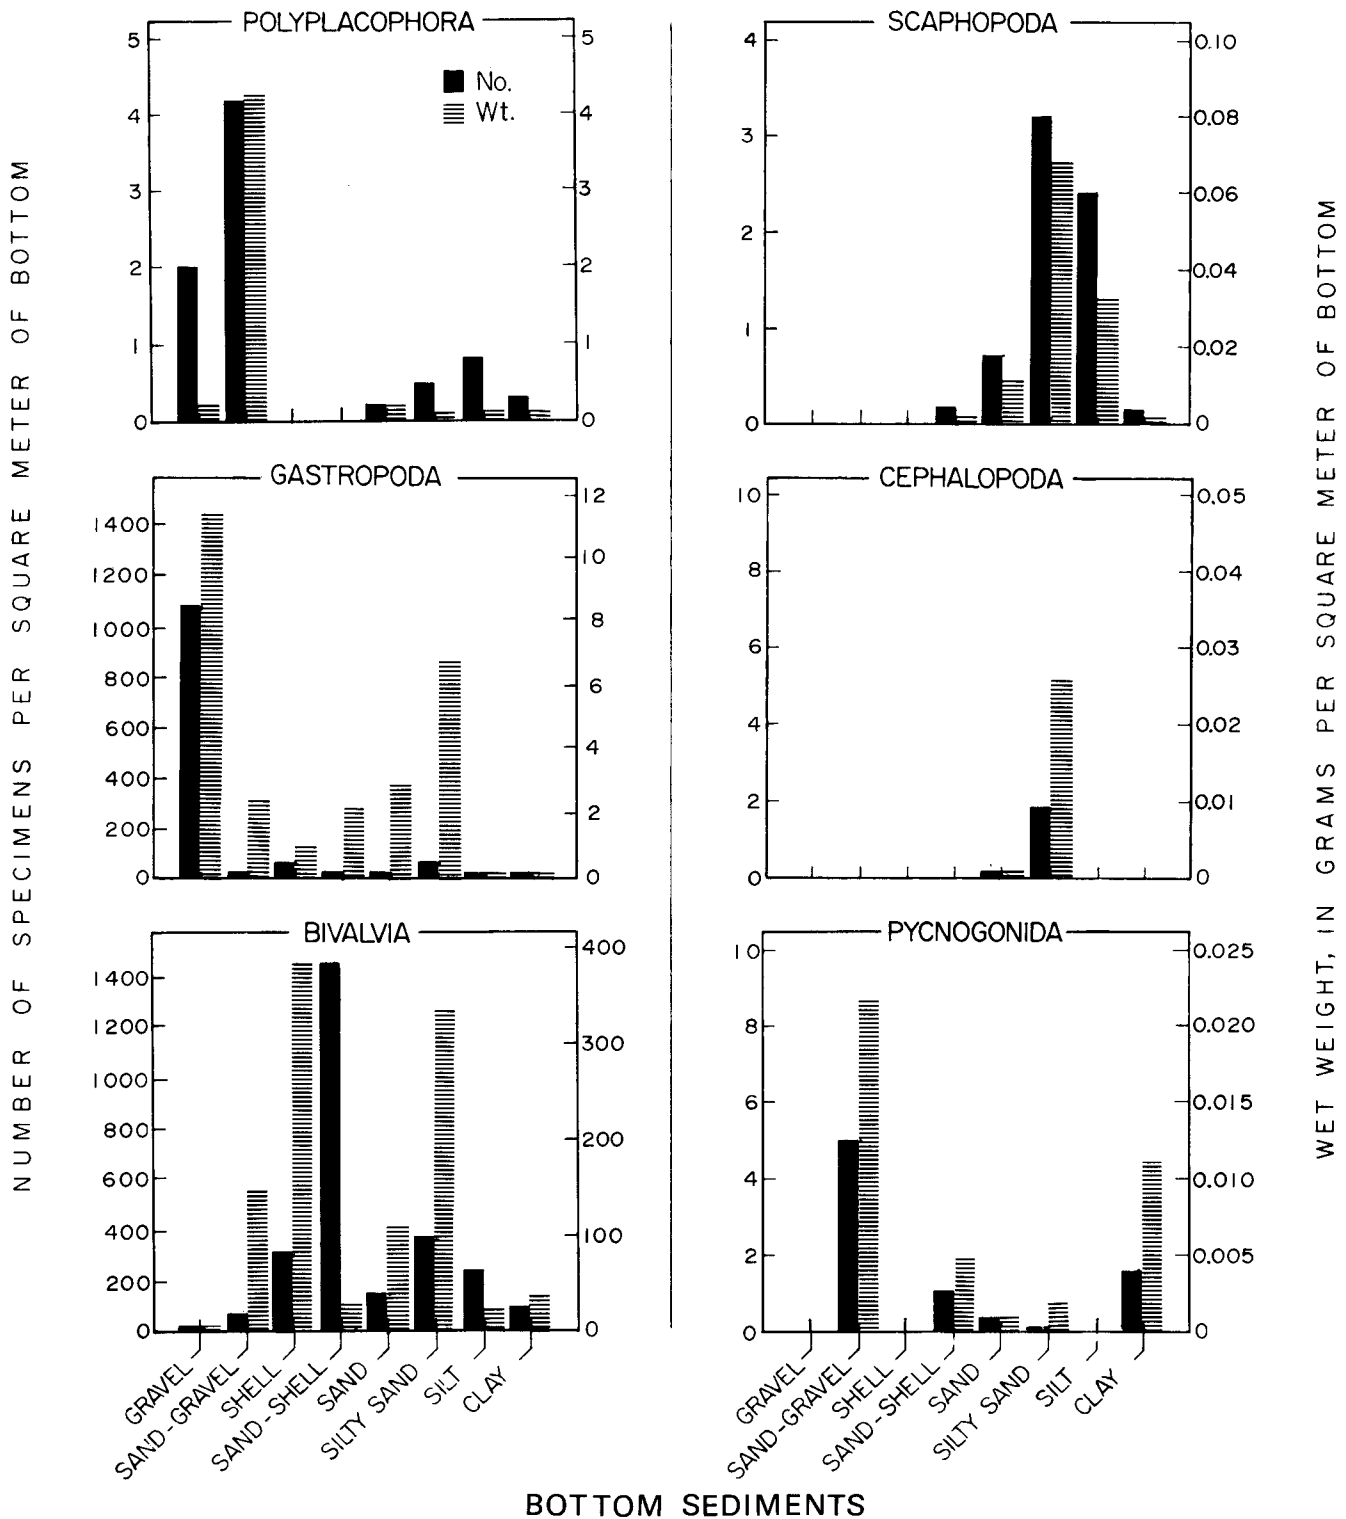 POLYPLACOPHORA
5
4
3
2
1
0
5
4
3
2
1
0
No.
Wt.
SCAPHOPODA
4
3
2
1
0
0.10
0.08
0.06
0.04
0.02
0
GASTROPODA
1400
1200
1000
800
600
400
200
0
12
10
8
6
4
2
0
CEPHALOPODA
10
8
6
4
2
0
0.05
0.04
0.03
0.02
0.01
0
BIVALVIA
1400
1200
1000
800
600
400
200
0
400
300
200
100
0
PYCNOGONIDA
10
8
6
4
2
0
0.025
0.020
0.015
0.010
0.005
0
GRAVEL
SAND-GRAVEL
SHELL
SAND-SHELL
SAND
SILTY SAND
SILT
CLAY
GRAVEL
SAND-GRAVEL
SHELL
SAND-SHELL
SAND
SILTY SAND
SILT
CLAY
NUMBER OF SPECIMENS PER SQUARE METER OF BOTTOM
WET WEIGHT, IN GRAMS PER SQUARE METER OF BOTTOM
BOTTOM SEDIMENTS